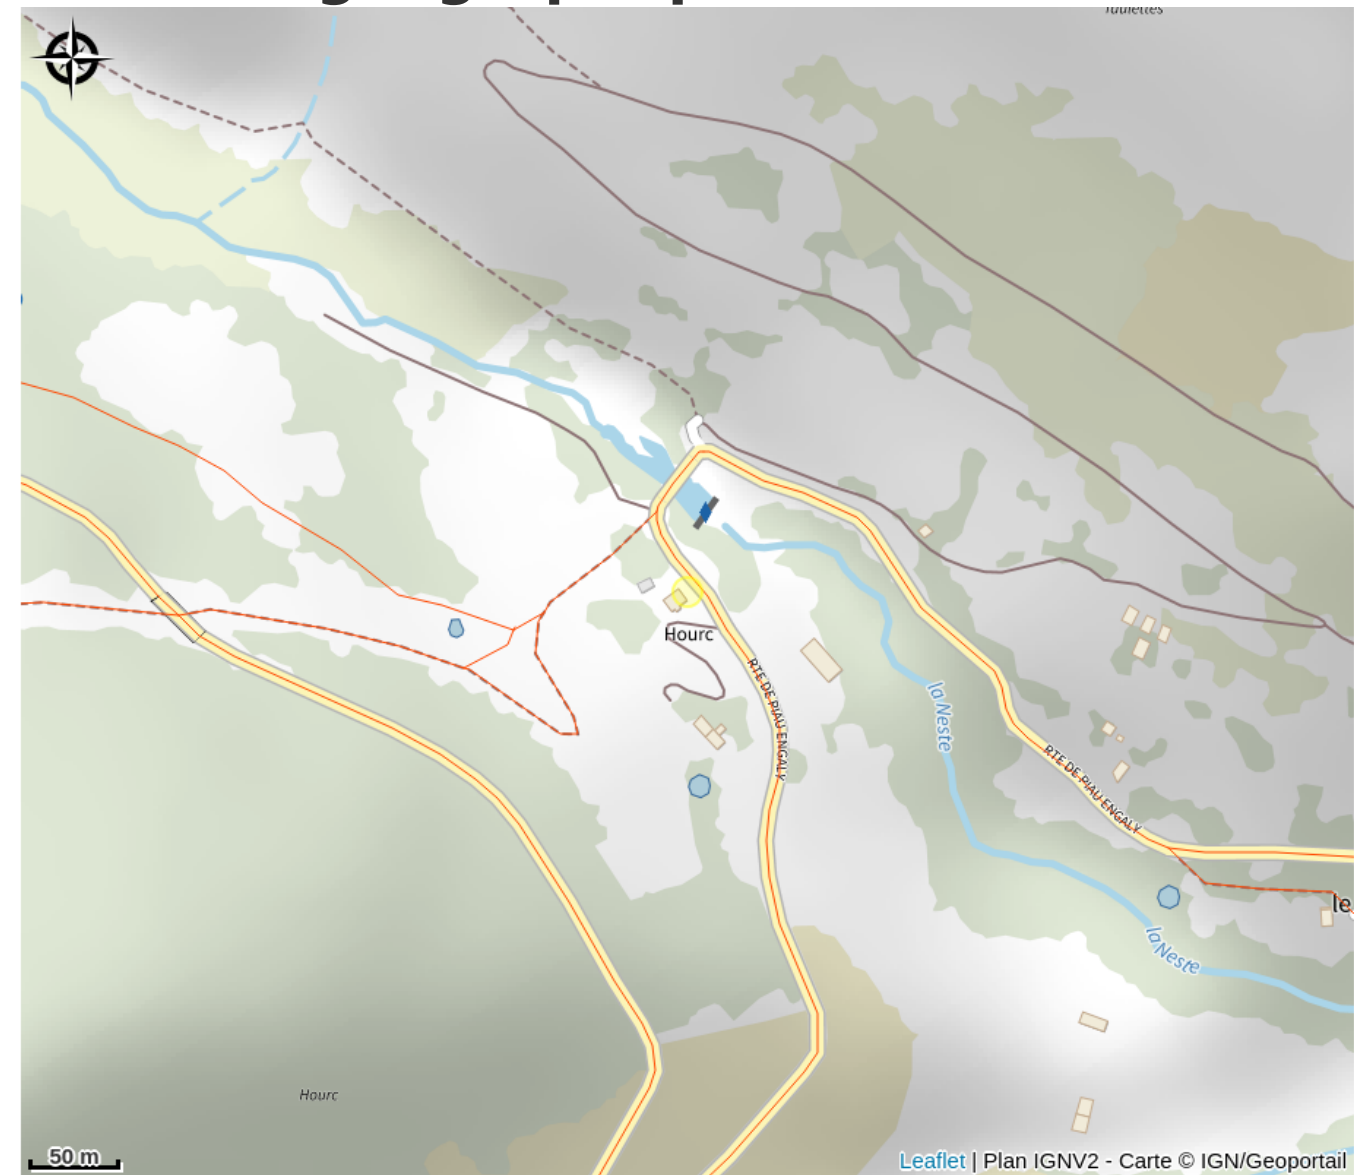 Hourc
RTE DE PIAU ENGALY
la Neste
RTE DE PIAU ENGALY
le
la Neste
Hourc
50 m
Leaflet | Plan IGNV2 - Carte © IGN/Geoportail